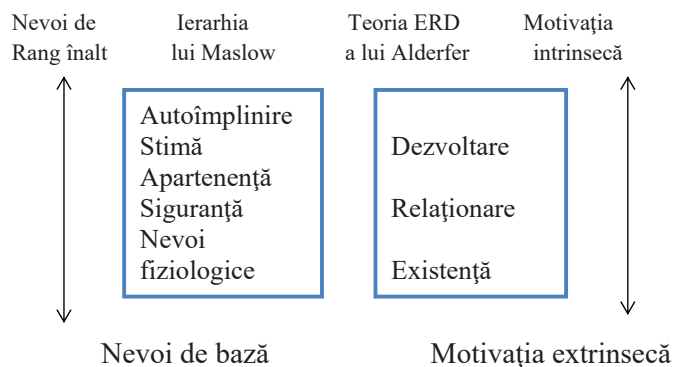 Nevoi de
Rang înalt
Ierarhia
lui Maslow
Teoria ERD
a lui Alderfer
Motivaţia
intrinsecă
Autoîmplinire
Stimă
Apartenenţă
Siguranţă
Nevoi
fiziologice
Dezvoltare
Relaţionare
Existenţă
Nevoi de bază
Motivaţia extrinsecă